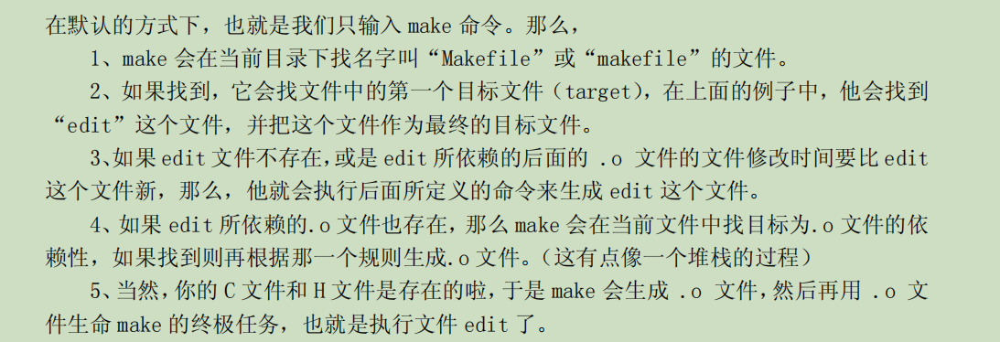 在默认的方式下，也就是我们只输入 make 命令。那么，
1、make 会在当前目录下找名字叫“Makefile”或“makefile”的文件。
2、如果找到，它会找文件中的第一个目标文件（target），在上面的例子中，他会找到
“edit”这个文件，并把这个文件作为最终的目标文件。
3、如果 edit 文件不存在，或是 edit 所依赖的后面的 .o 文件的文件修改时间要比 edit
这个文件新，那么，他就会执行后面所定义的命令来生成 edit 这个文件。
4、如果 edit 所依赖的.o 文件也存在，那么 make 会在当前文件中找目标为.o 文件的依
赖性，如果找到则再根据那一个规则生成.o 文件。（这有点像一个堆栈的过程）
5、当然，你的 C 文件和 H 文件是存在的啦，于是 make 会生成 .o 文件，然后再用 .o 文
件生命 make 的终极任务，也就是执行文件 edit 了。